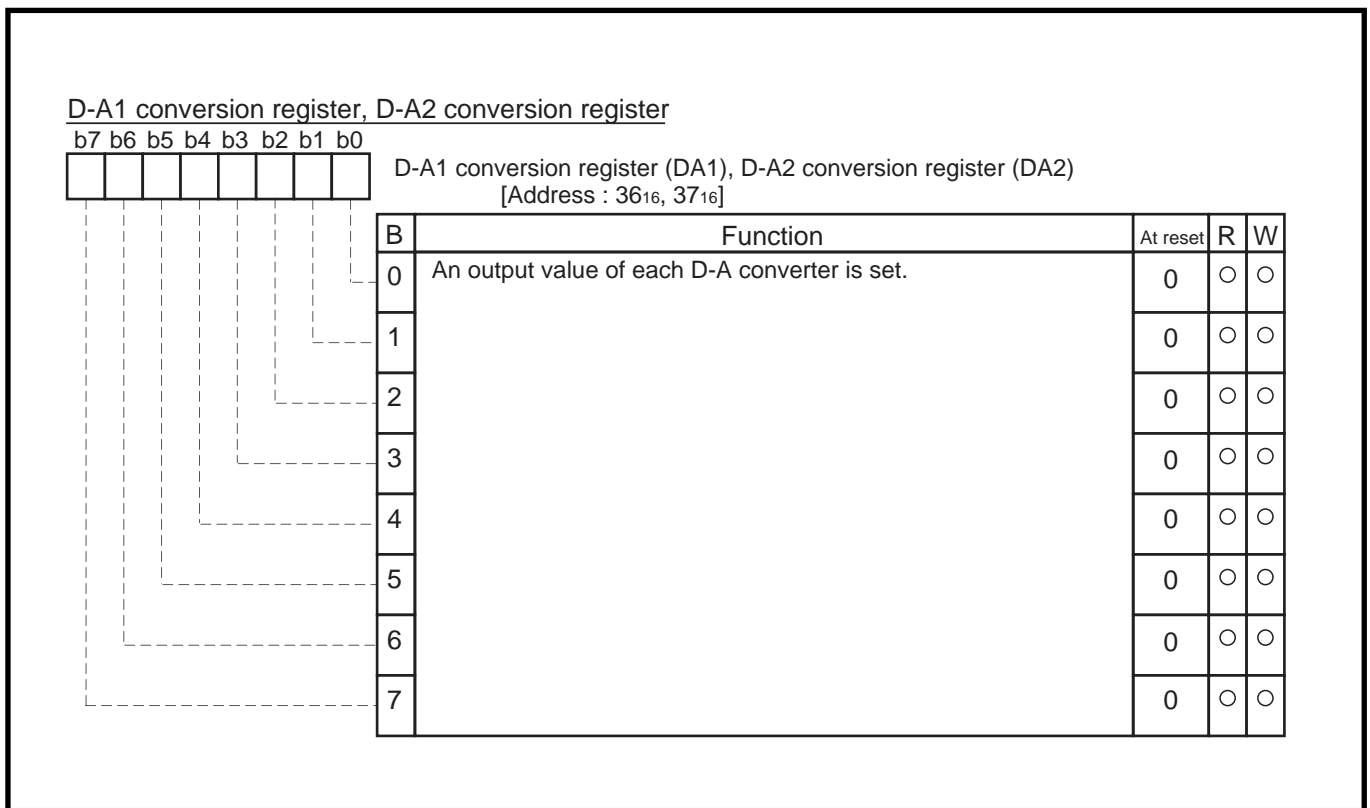 D-A1 conversion register, D-A2 conversion register
b7 b6 b5 b4 b3 b2 b1 b0
D-A1 conversion register (DA1), D-A2 conversion register (DA2)
[Address : 3616, 3716]
B Function At reset R W
0 An output value of each D-A converter is set. 0 ○ ○
1 0 ○ ○
2 0 ○ ○
3 0 ○ ○
4 0 ○ ○
5 0 ○ ○
6 0 ○ ○
7 0 ○ ○